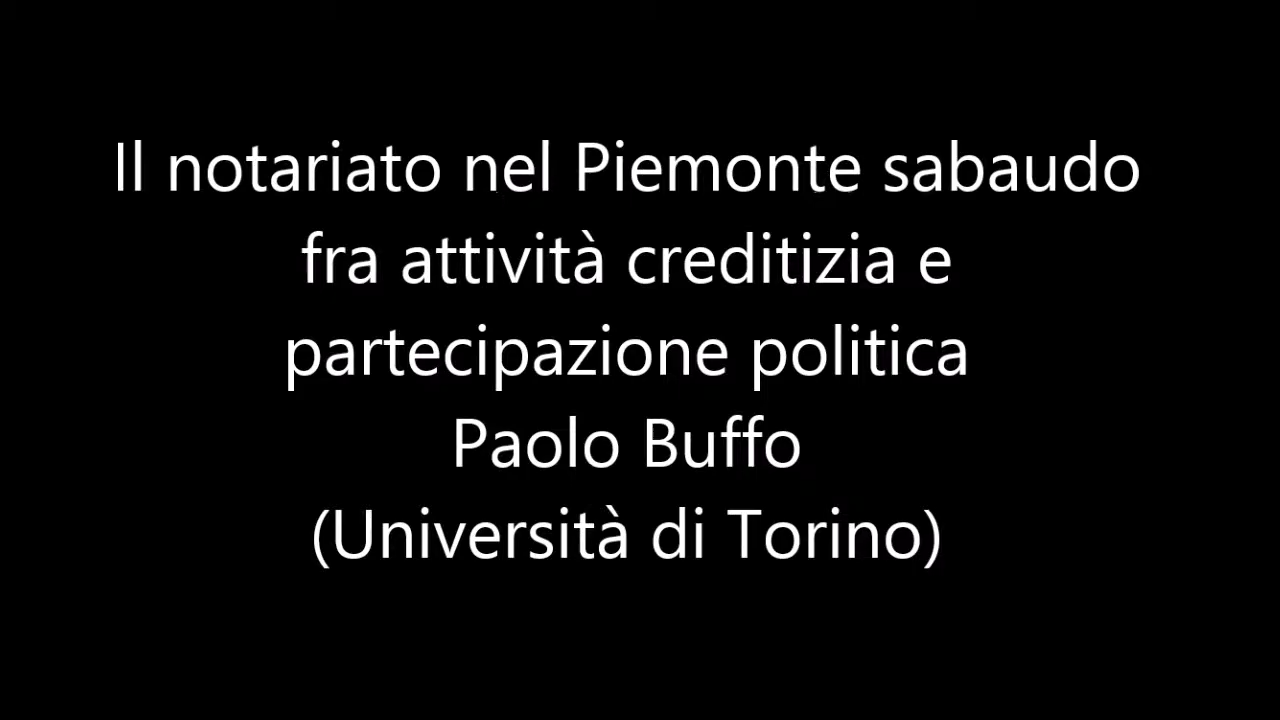 Il notariato nel Piemonte sabaudo
fra attività creditizia e
partecipazione politica
Paolo Buffo
(Università di Torino)